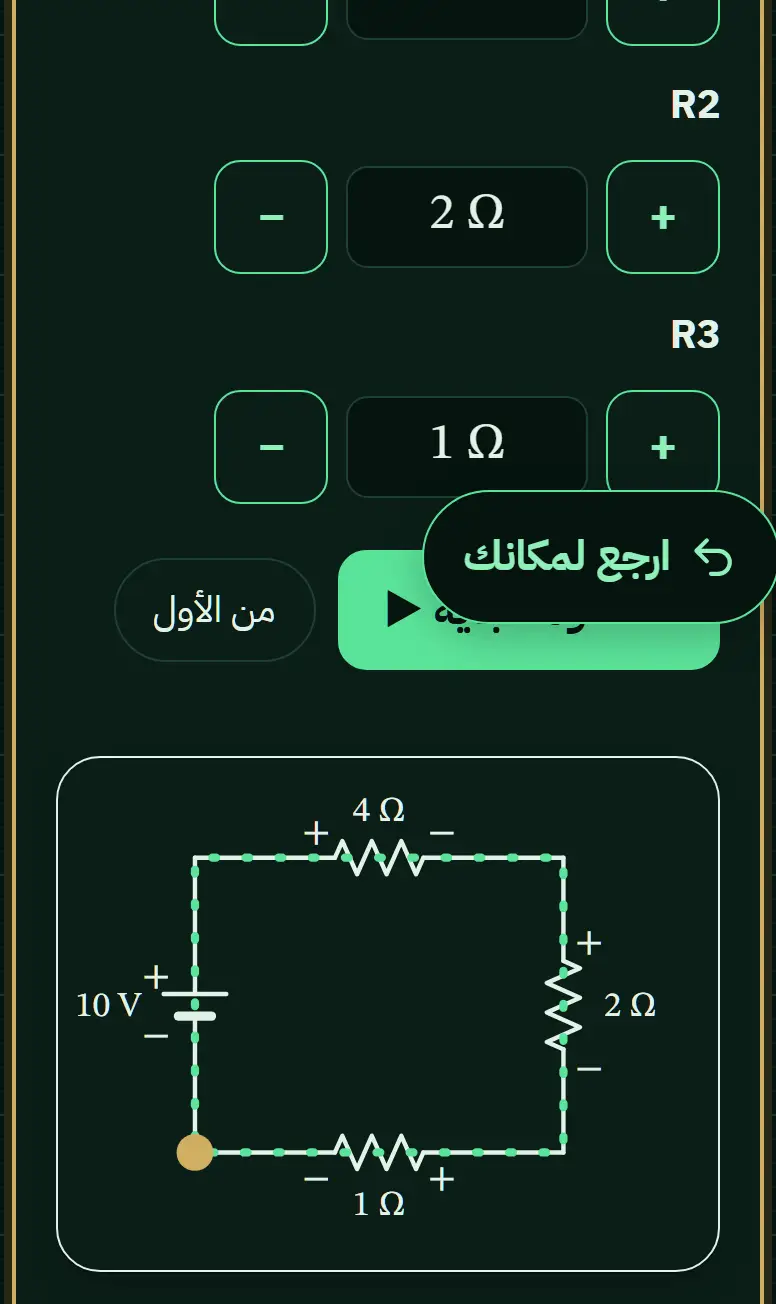 R2
+ 2 Ω −
R3
+ 1 Ω −
ارجع لمكانك
من الأول
4 Ω
+ −
+
10 V
−
+
2 Ω
−
− +
1 Ω